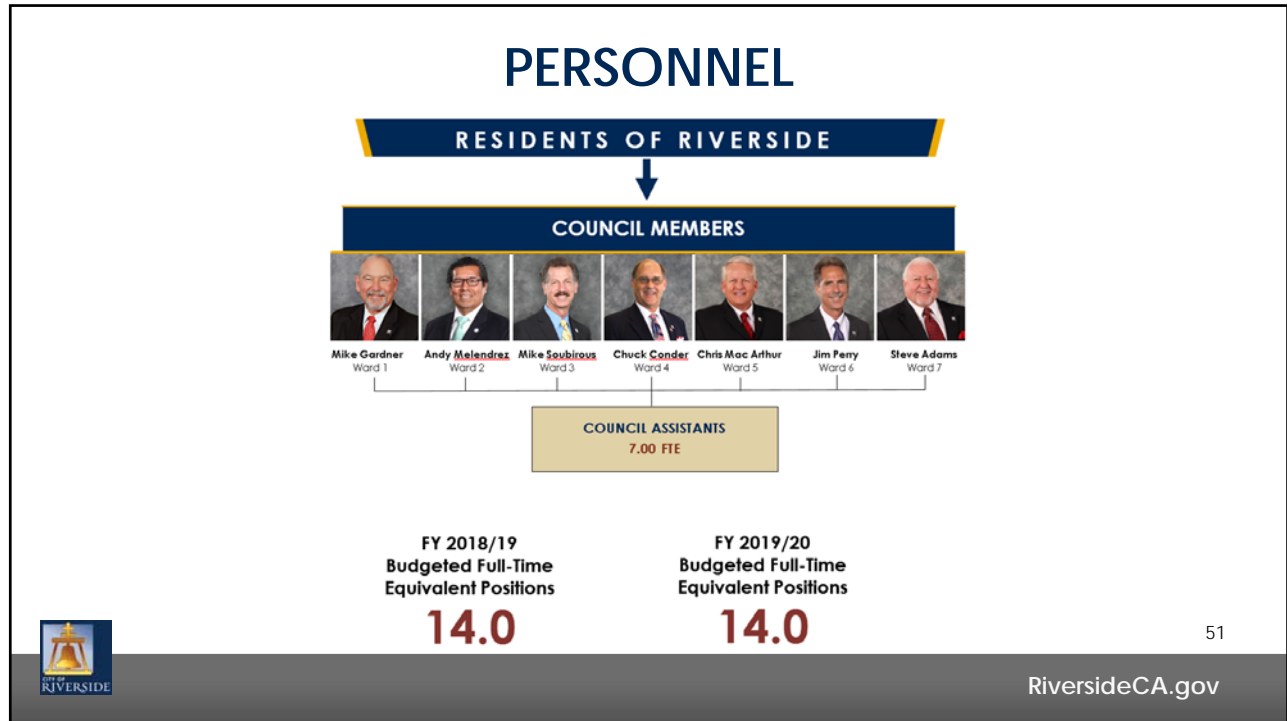 PERSONNEL
RESIDENTS OF RIVERSIDE
COUNCIL MEMBERS
Mike Gardner Andy Melendrez Mike Soubirous Chuck Conder Chris Mac Arthur Jim Perry Steve Adams
Ward 1 Ward 2 Ward 3 Ward 4 Ward 5 Ward 6 Ward 7
COUNCIL ASSISTANTS
7.00 FTE
FY 2018/19
Budgeted Full-Time
Equivalent Positions
14.0
FY 2019/20
Budgeted Full-Time
Equivalent Positions
14.0
51
CITY OF
RIVERSIDE
RiversideCA.gov